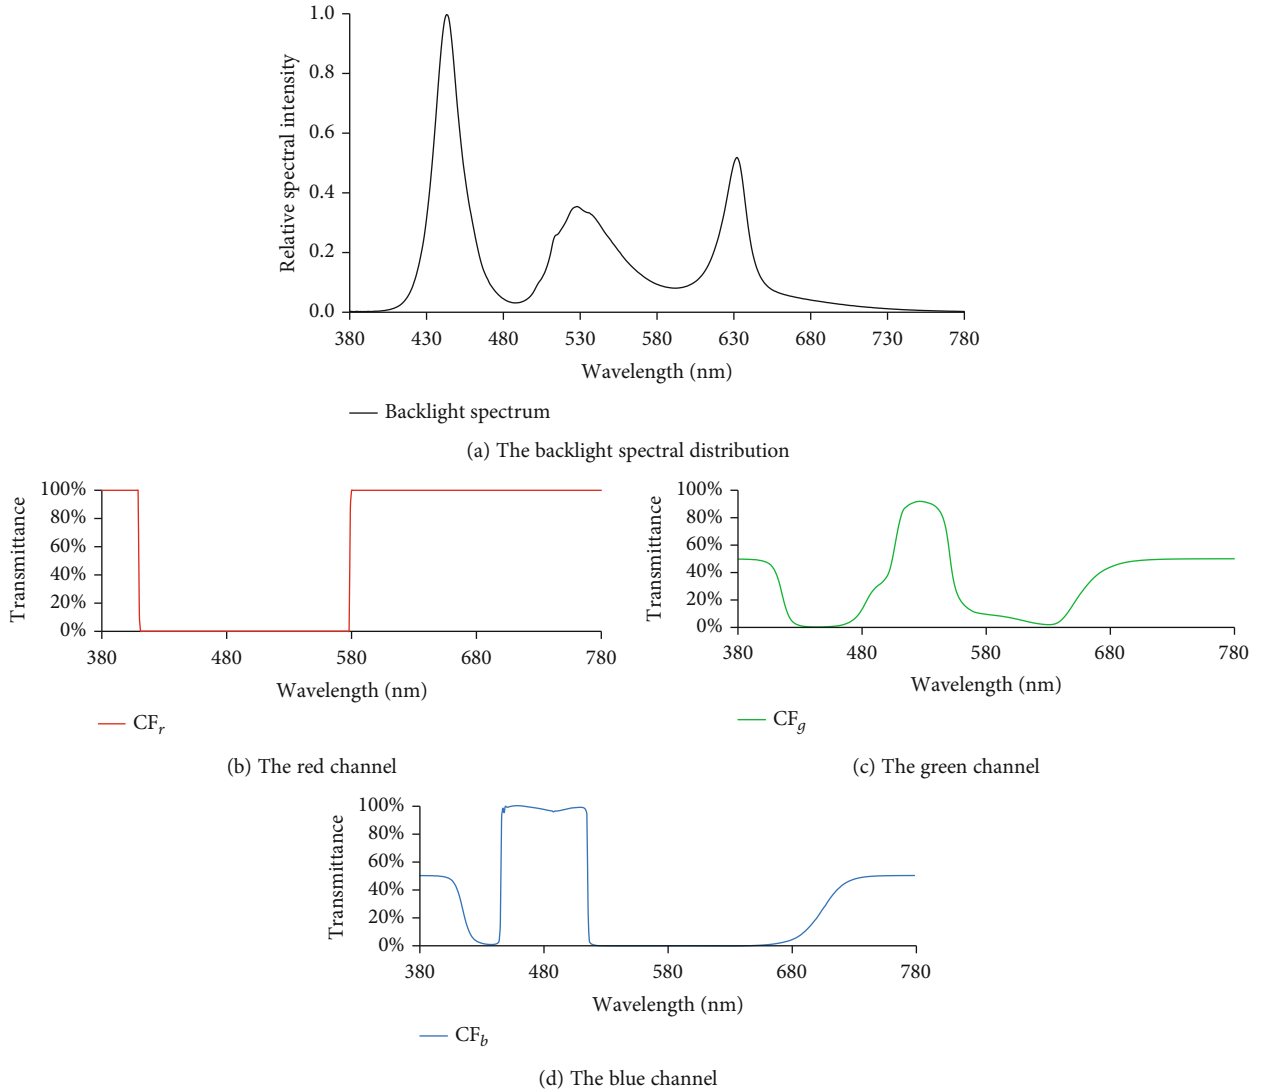 1.0
0.8
0.6
0.4
0.2
0.0
Relative spectral intensity
380 430 480 530 580 630 680 730 780
Wavelength (nm)
Backlight spectrum
(a) The backlight spectral distribution
100%
80%
60%
40%
20%
0%
Transmittance
380 480 580 680 780
Wavelength (nm)
CFr
(b) The red channel
100%
80%
60%
40%
20%
0%
Transmittance
380 480 580 680 780
Wavelength (nm)
CFg
(c) The green channel
100%
80%
60%
40%
20%
0%
Transmittance
380 480 580 680 780
Wavelength (nm)
CFb
(d) The blue channel